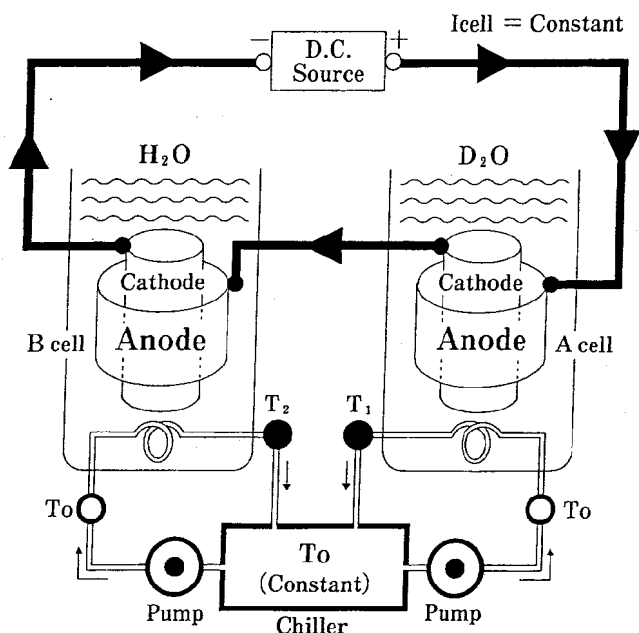 Icell = Constant
− D.C. +
Source
H₂O
D₂O
Cathode
Cathode
Anode
Anode
B cell
A cell
T₂
T₁
To
To
To
(Constant)
Pump
Pump
Chiller